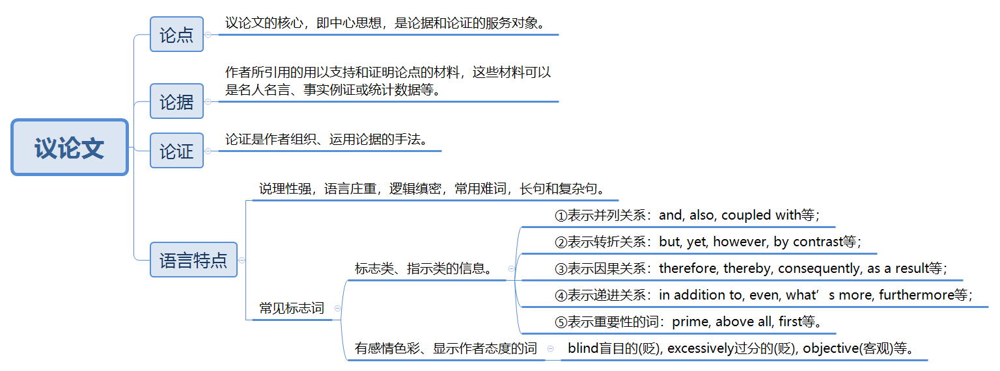 议论文
论点
议论文的核心，即中心思想，是论据和论证的服务对象。
论据
作者所引用的用以支持和证明论点的材料，这些材料可以
是名人名言、事实例证或统计数据等。
论证
论证是作者组织、运用论据的手法。
语言特点
说理性强，语言庄重，逻辑缜密，常用难词，长句和复杂句。
常见标志词
标志类、指示类的信息。
①表示并列关系：and, also, coupled with等；
②表示转折关系：but, yet, however, by contrast等；
③表示因果关系：therefore, thereby, consequently, as a result等；
④表示递进关系：in addition to, even, what’s more, furthermore等；
⑤表示重要性的词：prime, above all, first等。
有感情色彩、显示作者态度的词
blind盲目的(贬), excessively过分的(贬), objective(客观)等。